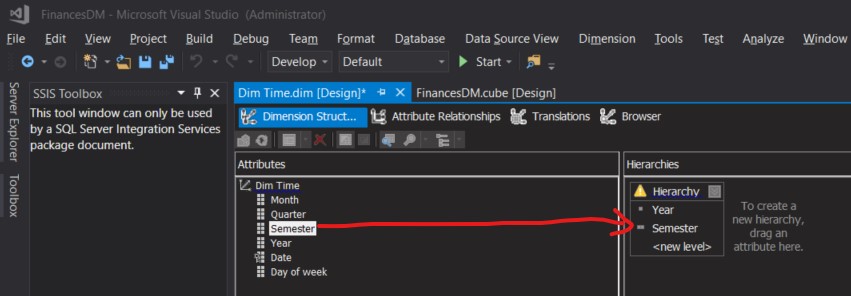 FinancesDM - Microsoft Visual Studio (Administrator)
File Edit View Project Build Debug Team Format Database Data Source View Dimension Tools Test Analyze Window
Develop Default Start
Server Explorer
Toolbox
SSIS Toolbox
This tool window can only be used
by a SQL Server Integration Services
package document.
Dim Time.dim [Design]* FinancesDM.cube [Design]
Dimension Struct... Attribute Relationships Translations Browser
Attributes
Dim Time
Month
Quarter
Semester
Year
Date
Day of week
Hierarchies
Hierarchy
Year
Semester
<new level>
To create a
new hierarchy,
drag an
attribute here.